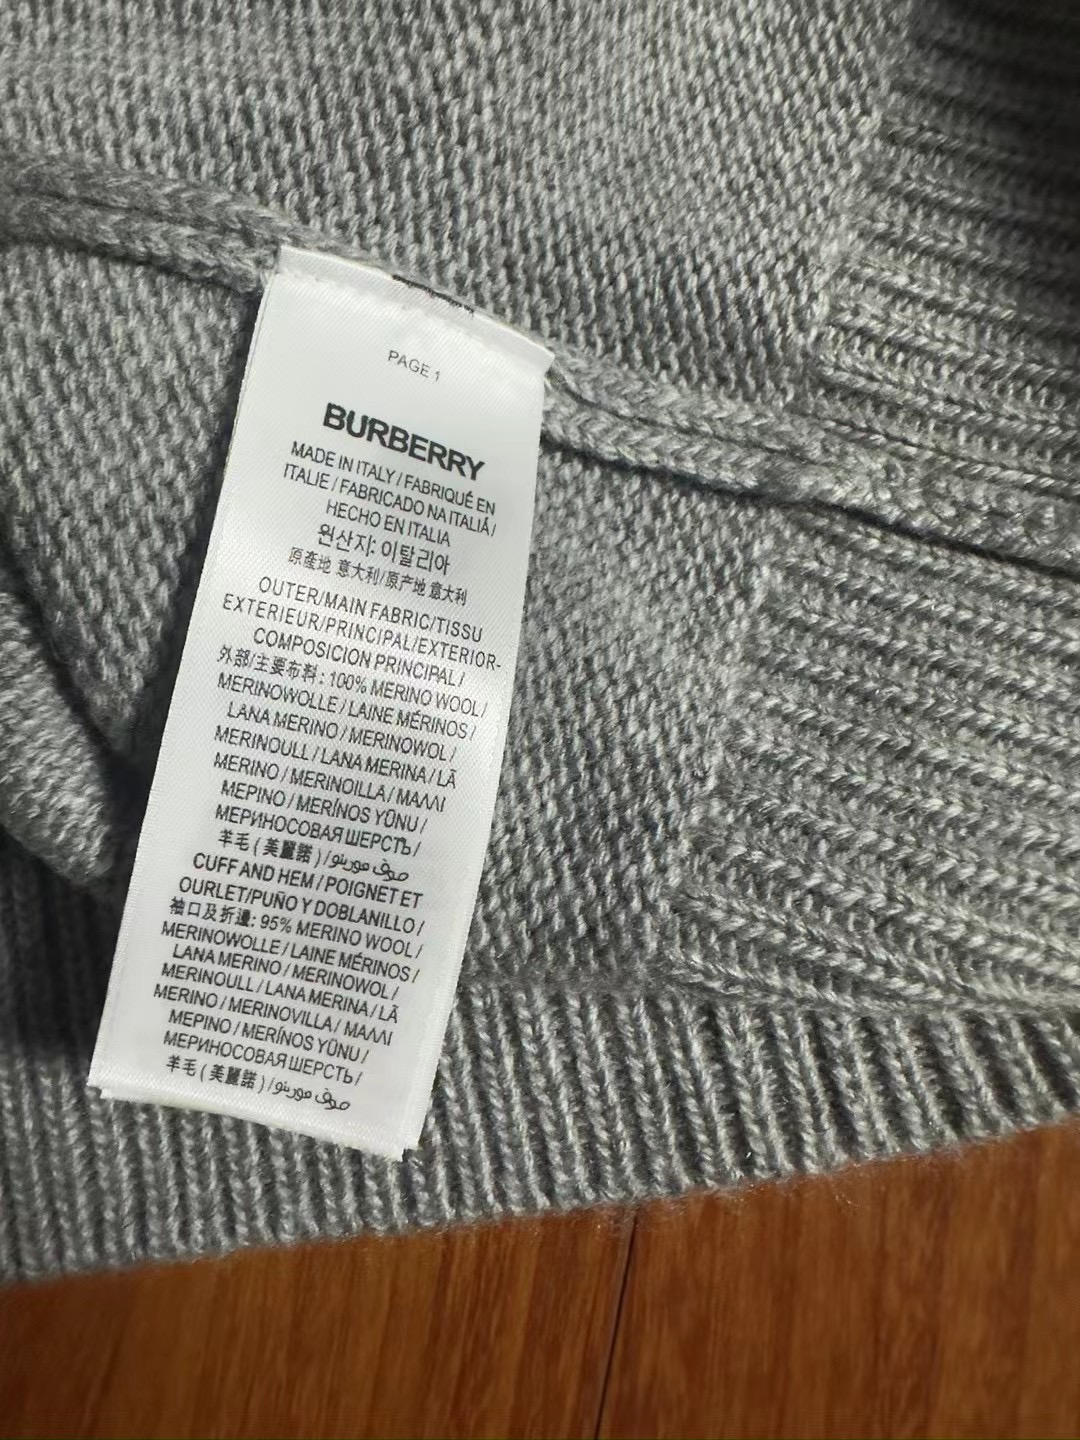 PAGE 1
BURBERRY
MADE IN ITALY / FABRIQUÉ EN
ITALIE / FABRICADO NA ITALIÁ /
HECHO EN ITALIA
원산지: 이탈리아
原產地 意大利/原产地 意大利
OUTER/MAIN FABRIC/TISSU
EXTERIEUR/PRINCIPAL/EXTERIOR-
COMPOSICION PRINCIPAL /
外部/主要布料 : 100% MERINO WOOL /
MERINOWOLLE / LAINE MÉRINOS /
LANA MERINO / MERINOWOL /
MERINOULL / LANA MERINA / LÃ
MERINO / MERINOILLA / ΜΑΛΛΙ
ΜΕΡΙΝΟ / MERÍNOS YŪNU /
МЕРИНОСОВАЯ ШЕРСТЬ /
羊毛 ( 美麗諾 ) / صوف مورينو
CUFF AND HEM / POIGNET ET
OURLET/PUÑO Y DOBLANILLO /
袖口及折邊: 95% MERINO WOOL /
MERINOWOLLE / LAINE MÉRINOS /
LANA MERINO / MERINOWOL /
MERINOULL / LANA MERINA / LÃ
MERINO / MERINOVILLA / ΜΑΛΛΙ
ΜΕΡΙΝΟ / MERÍNOS YŪNU /
МЕРИНОСОВАЯ ШЕРСТЬ /
羊毛 ( 美麗諾 ) / صوف مورينو